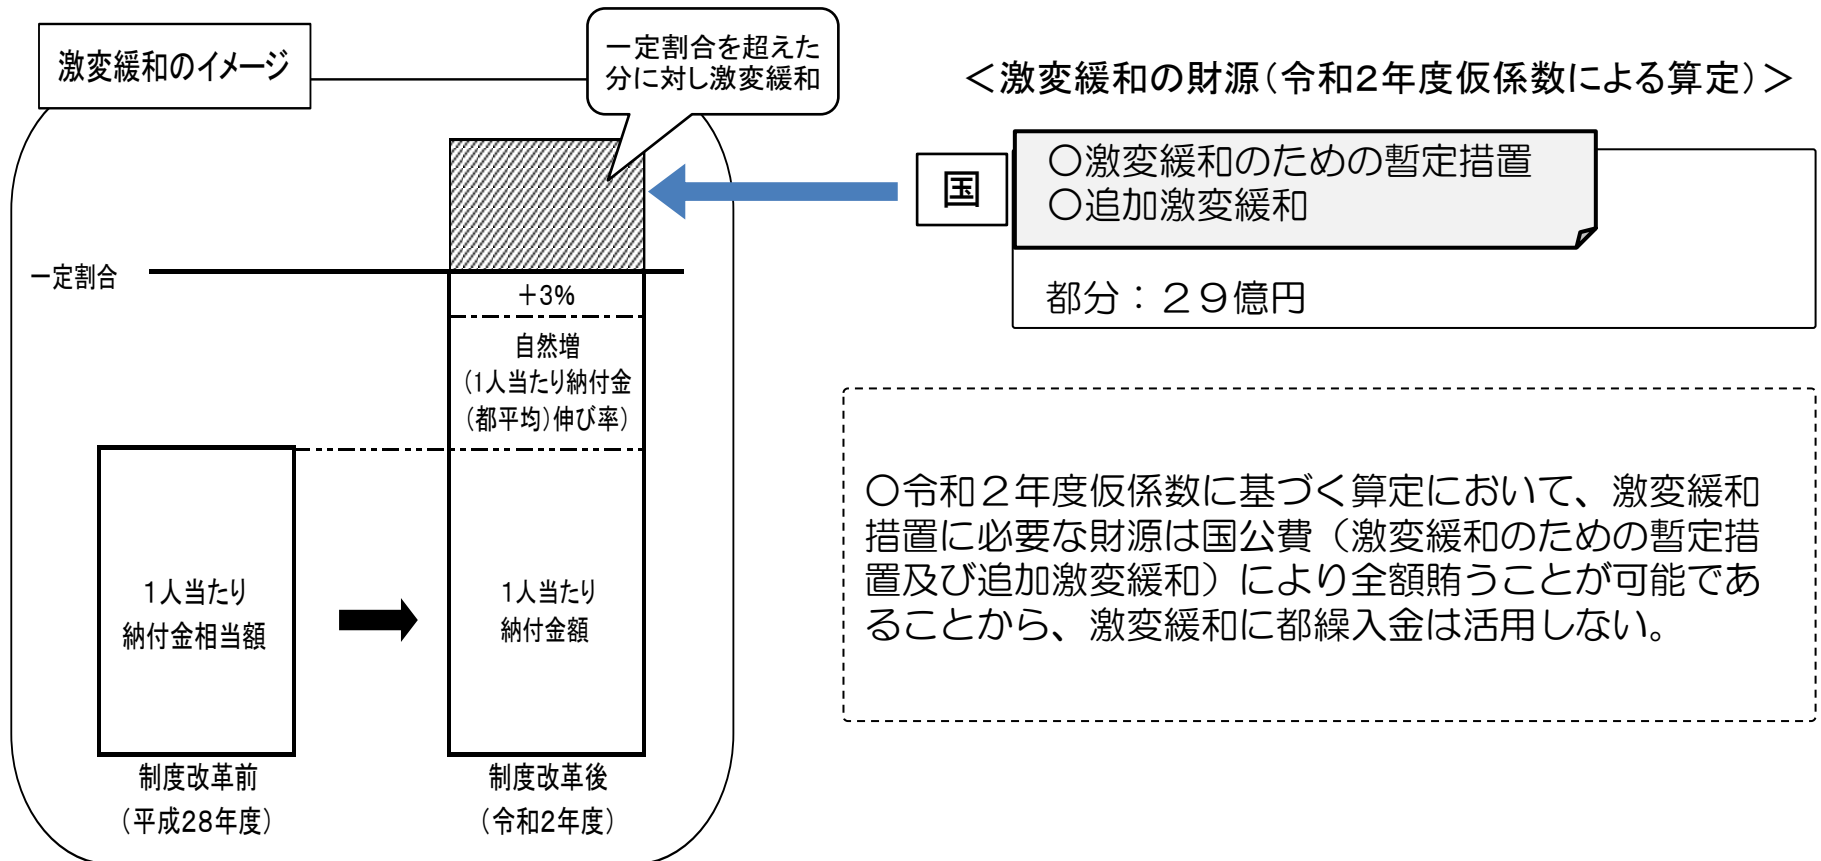 激変緩和のイメージ
一定割合を超えた
分に対し激変緩和
一定割合
+3%
自然増
(1人当たり納付金
(都平均)伸び率)
1人当たり
納付金相当額
1人当たり
納付金額
制度改革前
(平成28年度)
制度改革後
(令和2年度)
＜激変緩和の財源(令和2年度仮係数による算定)＞
国
○激変緩和のための暫定措置
○追加激変緩和
都分：２９億円
○令和２年度仮係数に基づく算定において、激変緩和
措置に必要な財源は国公費（激変緩和のための暫定措
置及び追加激変緩和）により全額賄うことが可能であ
ることから、激変緩和に都繰入金は活用しない。